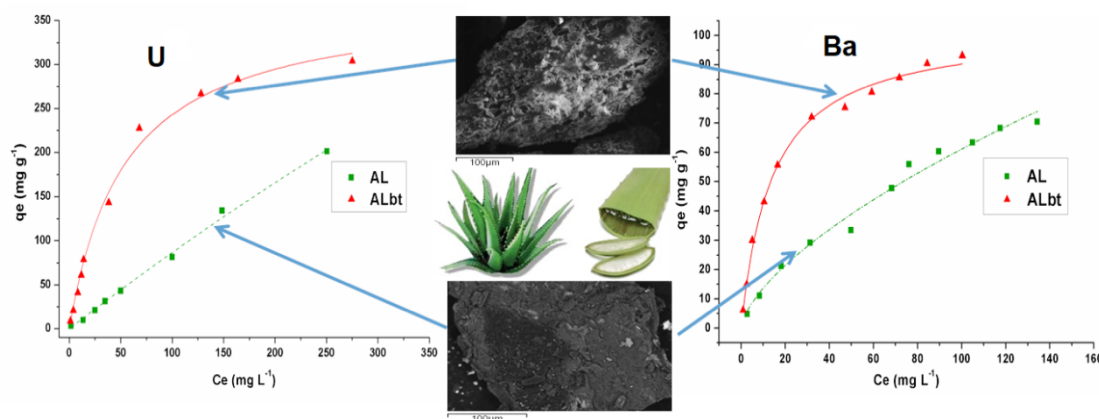 U
qe (mg g⁻¹)
350
300
250
200
150
100
50
0
AL
ALbt
0 50 100 150 200 250 300 350
Ce (mg L⁻¹)
100μm
100μm
Ba
qe (mg g⁻¹)
100
90
80
70
60
50
40
30
20
10
0
AL
ALbt
0 20 40 60 80 100 120 140 160
Ce (mg L⁻¹)